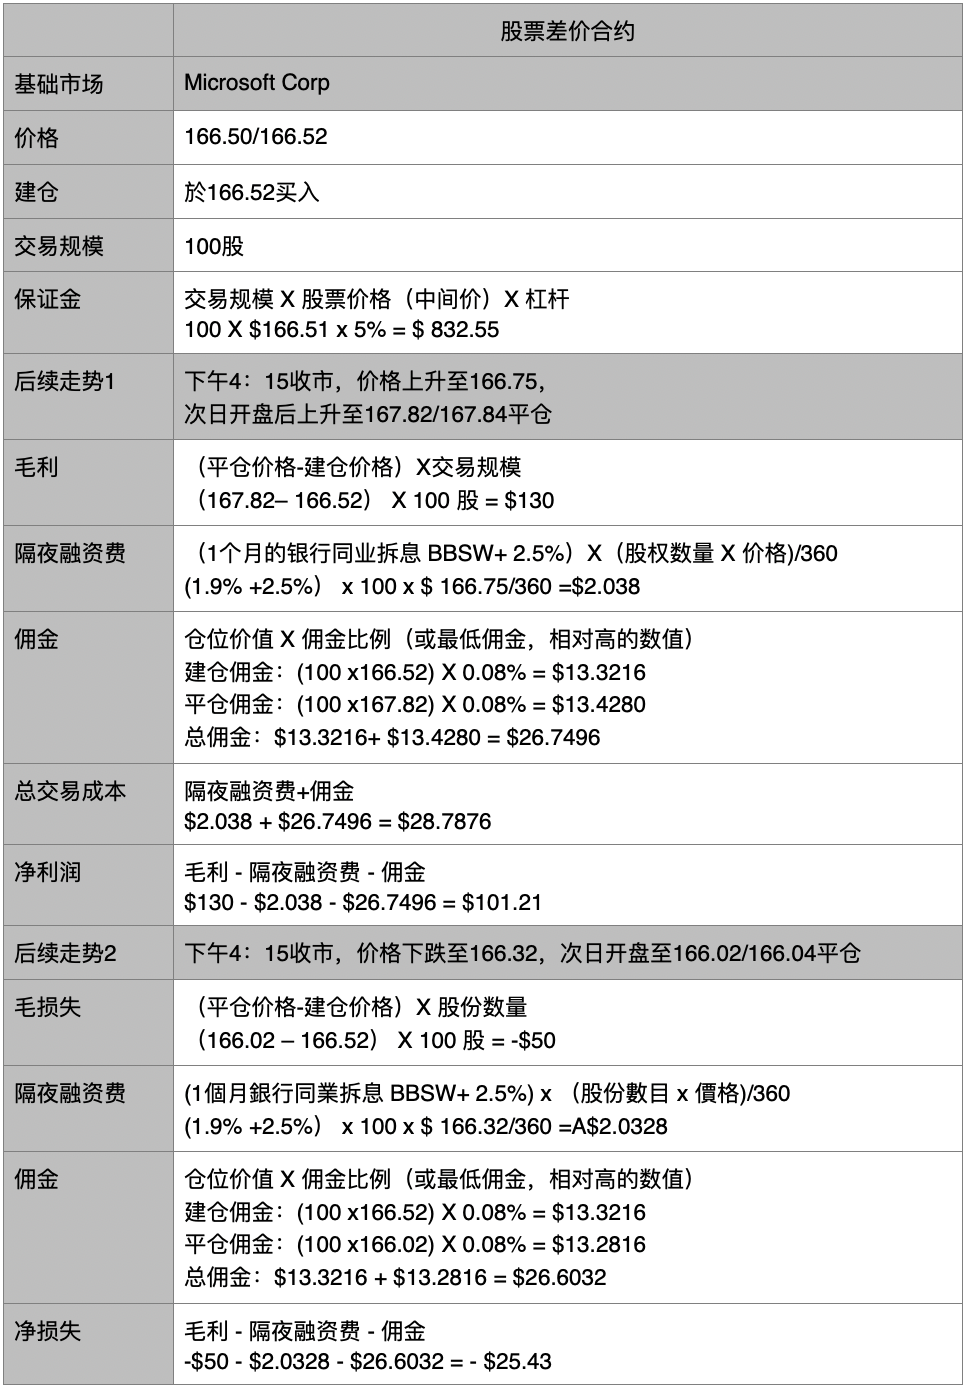 股票差价合约
基础市场 Microsoft Corp
价格 166.50/166.52
建仓 於166.52买入
交易规模 100股
保证金 交易规模 X 股票价格（中间价）X 杠杆
100 X $166.51 x 5% = $ 832.55
后续走势1 下午4：15收市，价格上升至166.75，
次日开盘后上升至167.82/167.84平仓
毛利 （平仓价格-建仓价格）X交易规模
（167.82– 166.52） X 100 股 = $130
隔夜融资费 （1个月的银行同业拆息 BBSW+ 2.5%）X（股权数量 X 价格)/360
(1.9% +2.5%） x 100 x $ 166.75/360 =$2.038
佣金 仓位价值 X 佣金比例（或最低佣金，相对高的数值）
建仓佣金：(100 x166.52) X 0.08% = $13.3216
平仓佣金：(100 x167.82) X 0.08% = $13.4280
总佣金：$13.3216+ $13.4280 = $26.7496
总交易成本 隔夜融资费+佣金
$2.038 + $26.7496 = $28.7876
净利润 毛利 - 隔夜融资费 - 佣金
$130 - $2.038 - $26.7496 = $101.21
后续走势2 下午4：15收市，价格下跌至166.32，次日开盘至166.02/166.04平仓
毛损失 （平仓价格-建仓价格）X 股份数量
（166.02 – 166.52） X 100 股 = -$50
隔夜融资费 (1個月銀行同業拆息 BBSW+ 2.5%) x （股份數目 x 價格)/360
(1.9% +2.5%） x 100 x $ 166.32/360 =A$2.0328
佣金 仓位价值 X 佣金比例（或最低佣金，相对高的数值）
建仓佣金：(100 x166.52) X 0.08% = $13.3216
平仓佣金：(100 x166.02) X 0.08% = $13.2816
总佣金：$13.3216 + $13.2816 = $26.6032
净损失 毛利 - 隔夜融资费 - 佣金
-$50 - $2.0328 - $26.6032 = - $25.43